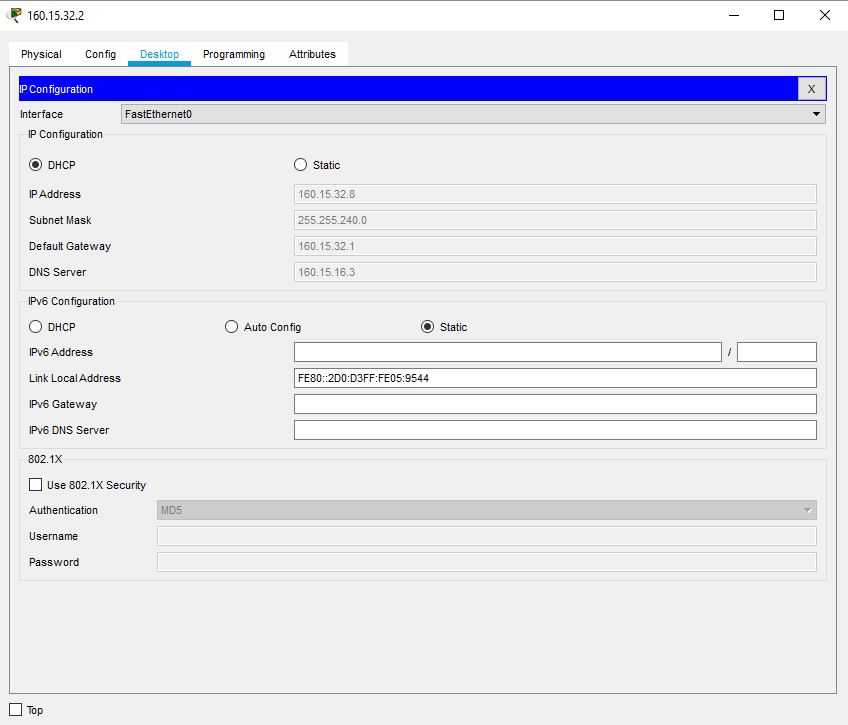 160.15.32.2
Physical Config Desktop Programming Attributes
IP Configuration X
Interface FastEthernet0
IP Configuration
DHCP Static
IP Address 160.15.32.8
Subnet Mask 255.255.240.0
Default Gateway 160.15.32.1
DNS Server 160.15.16.3
IPv6 Configuration
DHCP Auto Config Static
IPv6 Address /
Link Local Address FE80::2D0:D3FF:FE05:9544
IPv6 Gateway
IPv6 DNS Server
802.1X
Use 802.1X Security
Authentication MD5
Username
Password
Top